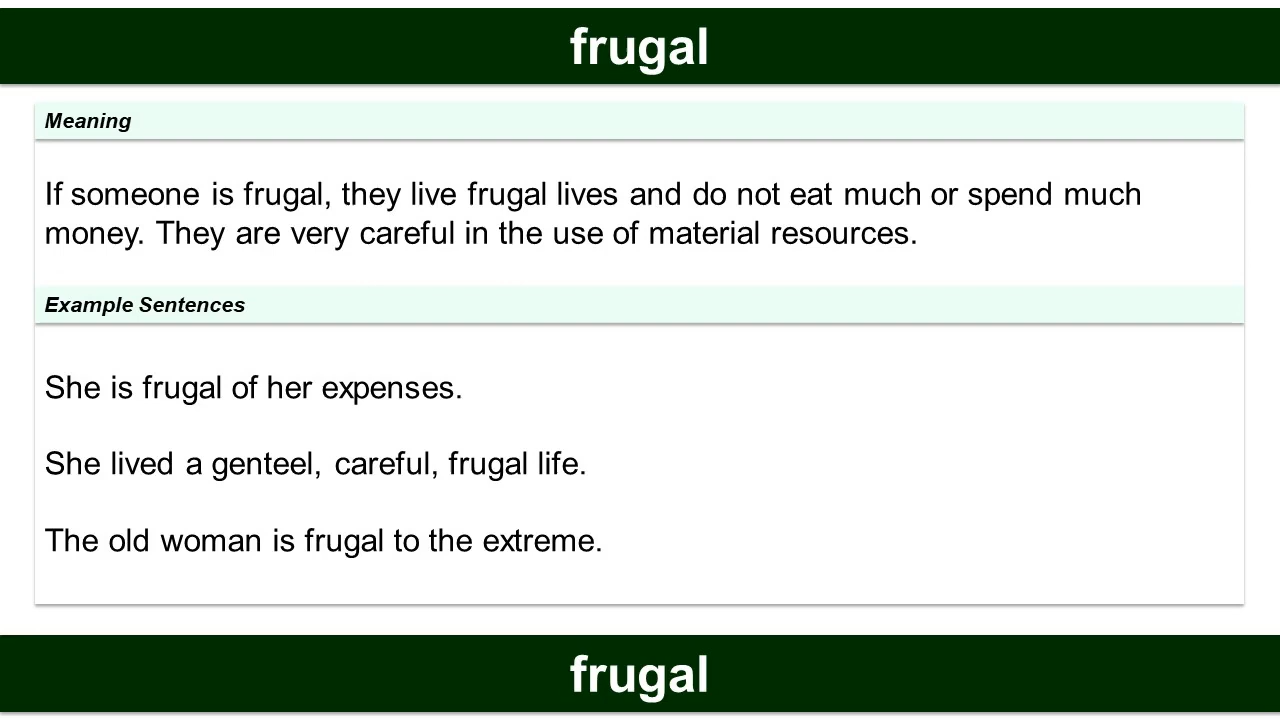 frugal
Meaning
If someone is frugal, they live frugal lives and do not eat much or spend much
money. They are very careful in the use of material resources.
Example Sentences
She is frugal of her expenses.
She lived a genteel, careful, frugal life.
The old woman is frugal to the extreme.
frugal